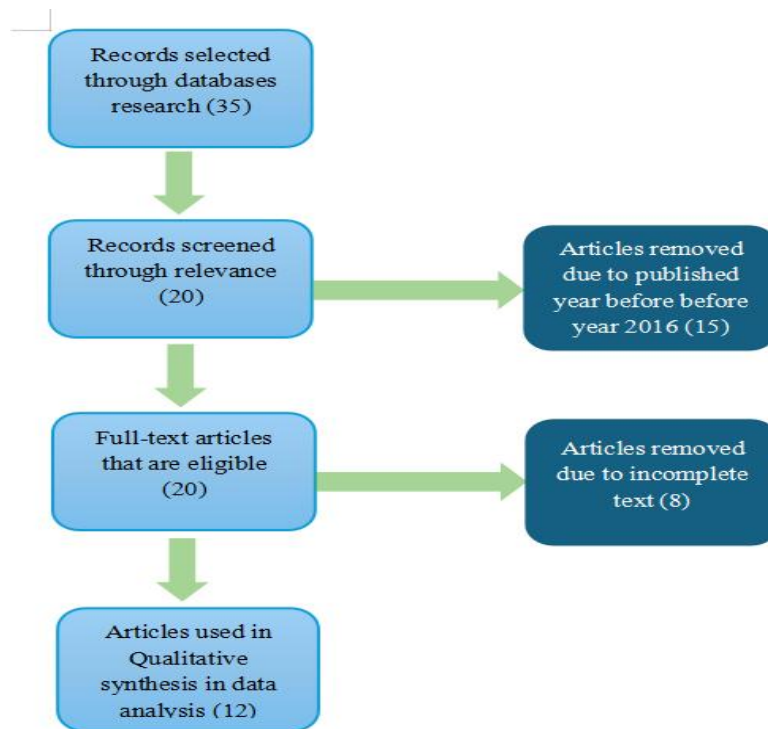 Records selected
through databases
research (35)
Records screened
through relevance
(20)
Articles removed
due to published
year before before
year 2016 (15)
Full-text articles
that are eligible
(20)
Articles removed
due to incomplete
text (8)
Articles used in
Qualitative
synthesis in data
analysis (12)